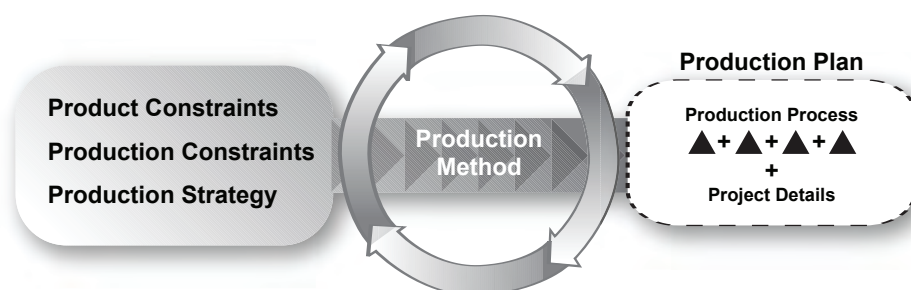 Product Constraints
Production Constraints
Production Strategy
Production
Method
Production Plan
Production Process
+ + +
+
Project Details